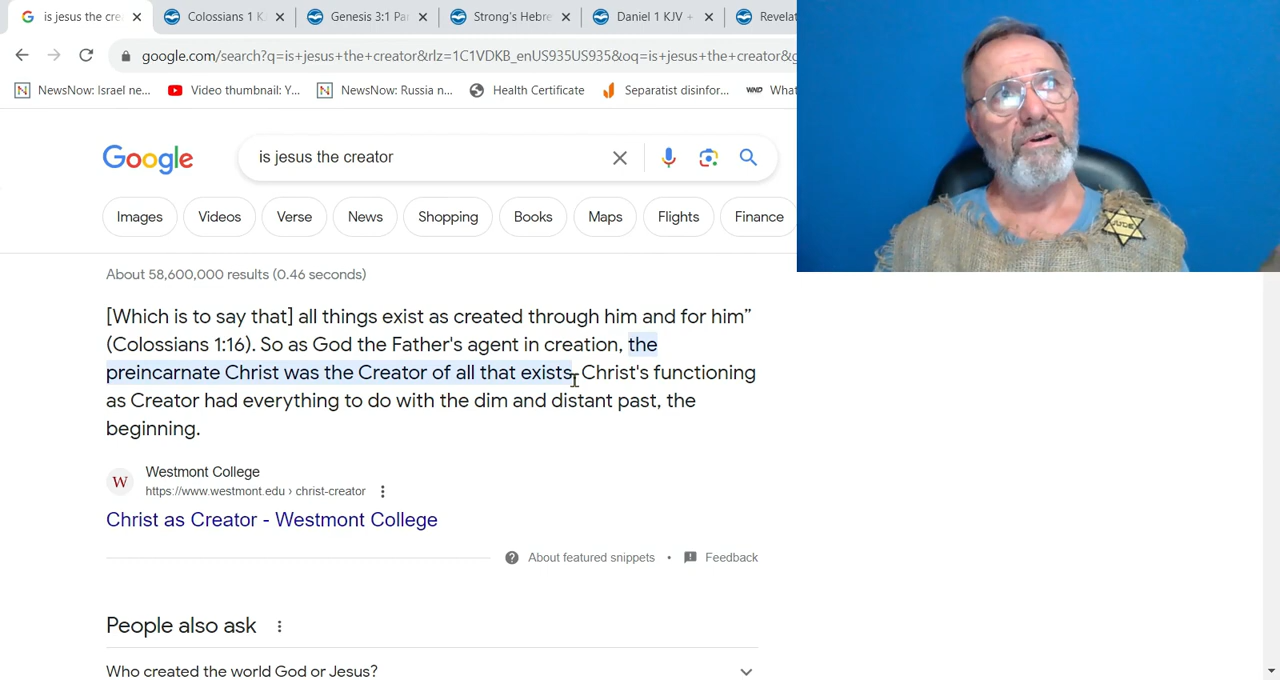 is jesus the cre
Colossians 1 K
Genesis 3:1 Pa
Strong's Hebre
Daniel 1 KJV +
Revela
google.com/search?q=is+jesus+the+creator&rlz=1C1VDKB_enUS935US935&oq=is+jesus+the+creator&g
NewsNow: Israel ne...
Video thumbnail: Y...
NewsNow: Russia n...
Health Certificate
Separatist disinfor...
WND What
Google
is jesus the creator
Images
Videos
Verse
News
Shopping
Books
Maps
Flights
Finance
About 58,600,000 results (0.46 seconds)
[Which is to say that] all things exist as created through him and for him”
(Colossians 1:16). So as God the Father's agent in creation, the
preincarnate Christ was the Creator of all that exists. Christ's functioning
as Creator had everything to do with the dim and distant past, the
beginning.
W
Westmont College
https://www.westmont.edu › christ-creator
Christ as Creator - Westmont College
About featured snippets • Feedback
People also ask
Who created the world God or Jesus?
JUDE